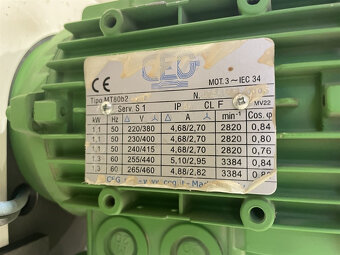 CEG
CE MOT. 3 ~ IEC 34
Tipo MT80b2 N.
Serv. S1 IP CL F MV22
kW Hz V Δ A min⁻¹ Cos. φ
1.1 50 220/380 4,68/2,70 2820 0,84
1.1 50 230/400 4,68/2,70 2820 0,80
1.1 50 240/415 4,68/2,70 2820 0,76
1.3 60 255/440 5,10/2,95 3384 0,84
1.3 60 265/460 4,88/2,82 3384